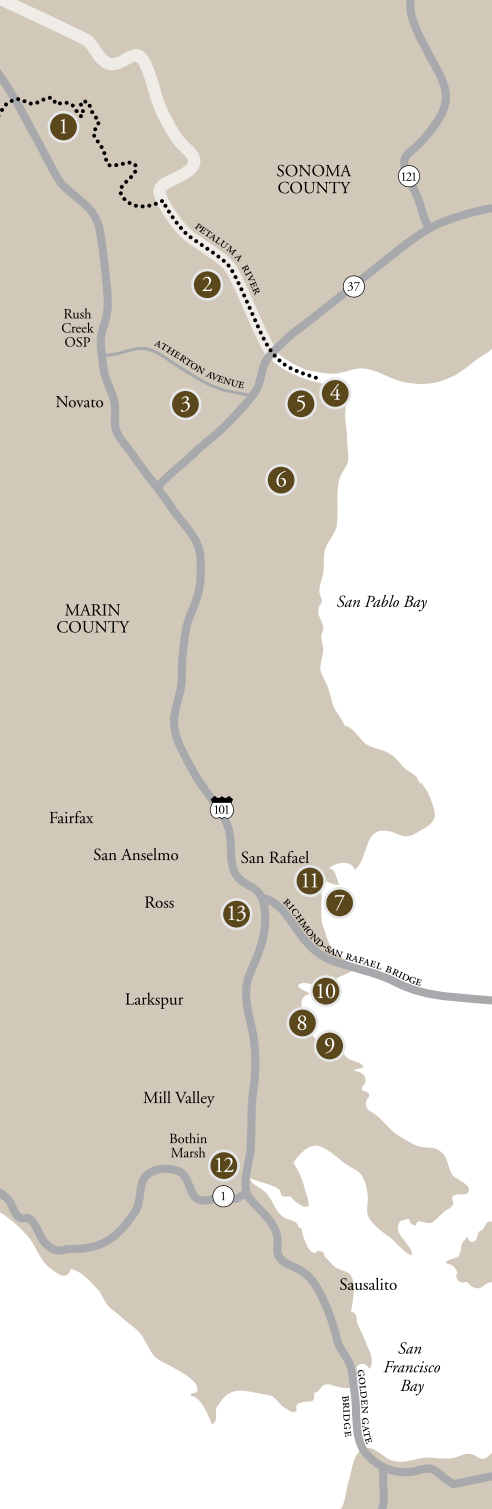 1
SONOMA
COUNTY
121
PETALUMA RIVER
2
37
Rush
Creek
OSP
ATHERTON AVENUE
Novato
3
5
4
6
San Pablo Bay
MARIN
COUNTY
101
Fairfax
San Anselmo
San Rafael
11
7
Ross
13
RICHMOND-SAN RAFAEL BRIDGE
10
Larkspur
8
9
Mill Valley
Bothin
Marsh
12
1
Sausalito
San
Francisco
Bay
GOLDEN GATE
BRIDGE